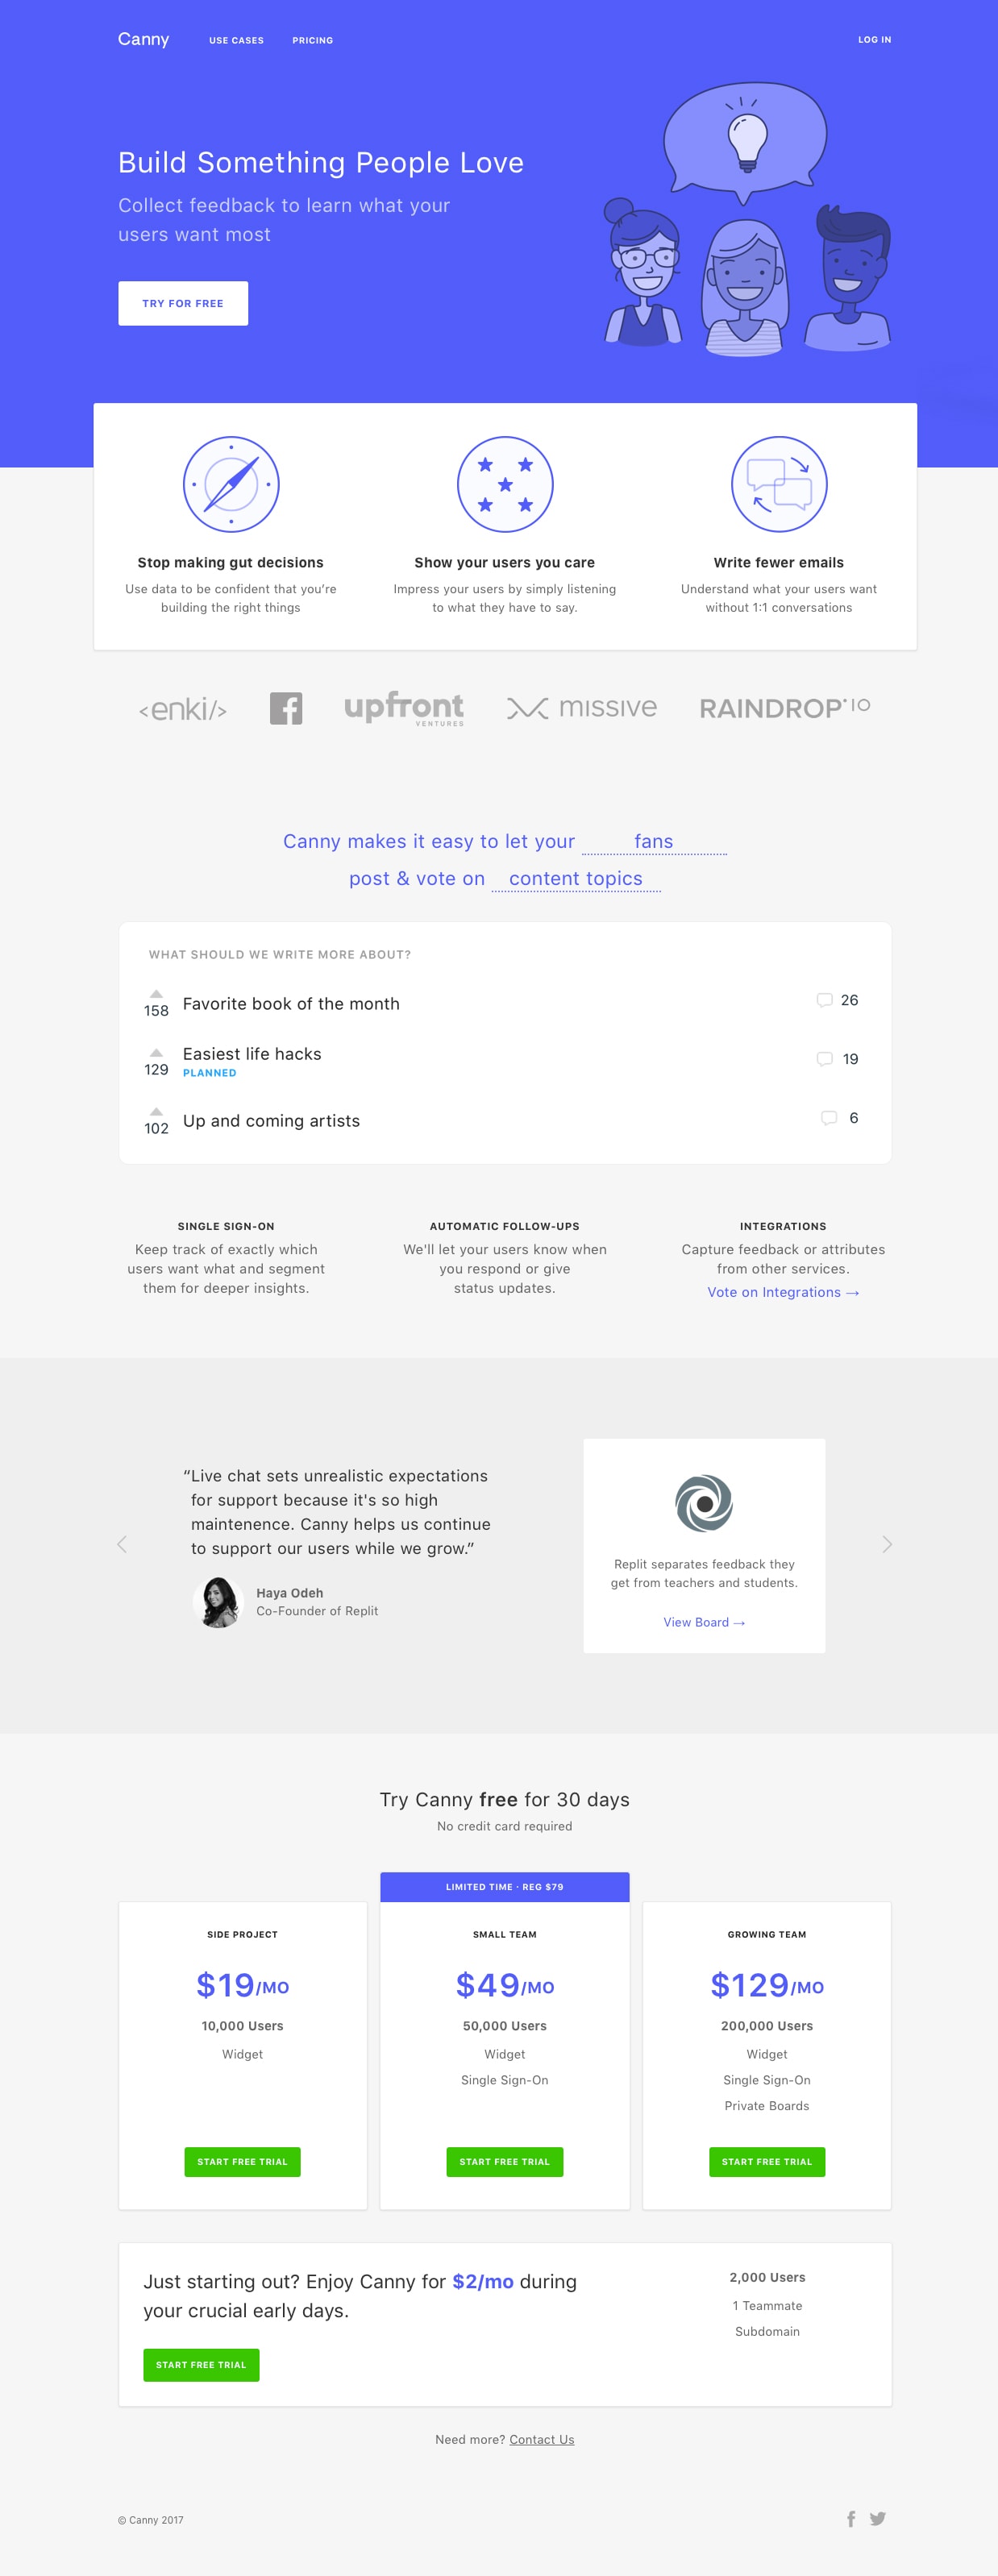 Canny USE CASES PRICING LOG IN
Build Something People Love
Collect feedback to learn what your
users want most
TRY FOR FREE
Stop making gut decisions
Use data to be confident that you’re
building the right things
Show your users you care
Impress your users by simply listening
to what they have to say.
Write fewer emails
Understand what your users want
without 1:1 conversations
<enki/>
upfront
VENTURES
missive
RAINDROP.IO
Canny makes it easy to let your fans
post & vote on content topics
WHAT SHOULD WE WRITE MORE ABOUT?
158 Favorite book of the month 26
129 Easiest life hacks 19
PLANNED
102 Up and coming artists 6
SINGLE SIGN-ON
Keep track of exactly which
users want what and segment
them for deeper insights.
AUTOMATIC FOLLOW-UPS
We'll let your users know when
you respond or give
status updates.
INTEGRATIONS
Capture feedback or attributes
from other services.
Vote on Integrations →
“Live chat sets unrealistic expectations
for support because it's so high
maintenence. Canny helps us continue
to support our users while we grow.”
Haya Odeh
Co-Founder of Replit
Replit separates feedback they
get from teachers and students.
View Board →
Try Canny free for 30 days
No credit card required
SIDE PROJECT
$19/MO
10,000 Users
Widget
START FREE TRIAL
LIMITED TIME · REG $79
SMALL TEAM
$49/MO
50,000 Users
Widget
Single Sign-On
START FREE TRIAL
GROWING TEAM
$129/MO
200,000 Users
Widget
Single Sign-On
Private Boards
START FREE TRIAL
Just starting out? Enjoy Canny for $2/mo during
your crucial early days.
START FREE TRIAL
2,000 Users
1 Teammate
Subdomain
Need more? Contact Us
© Canny 2017